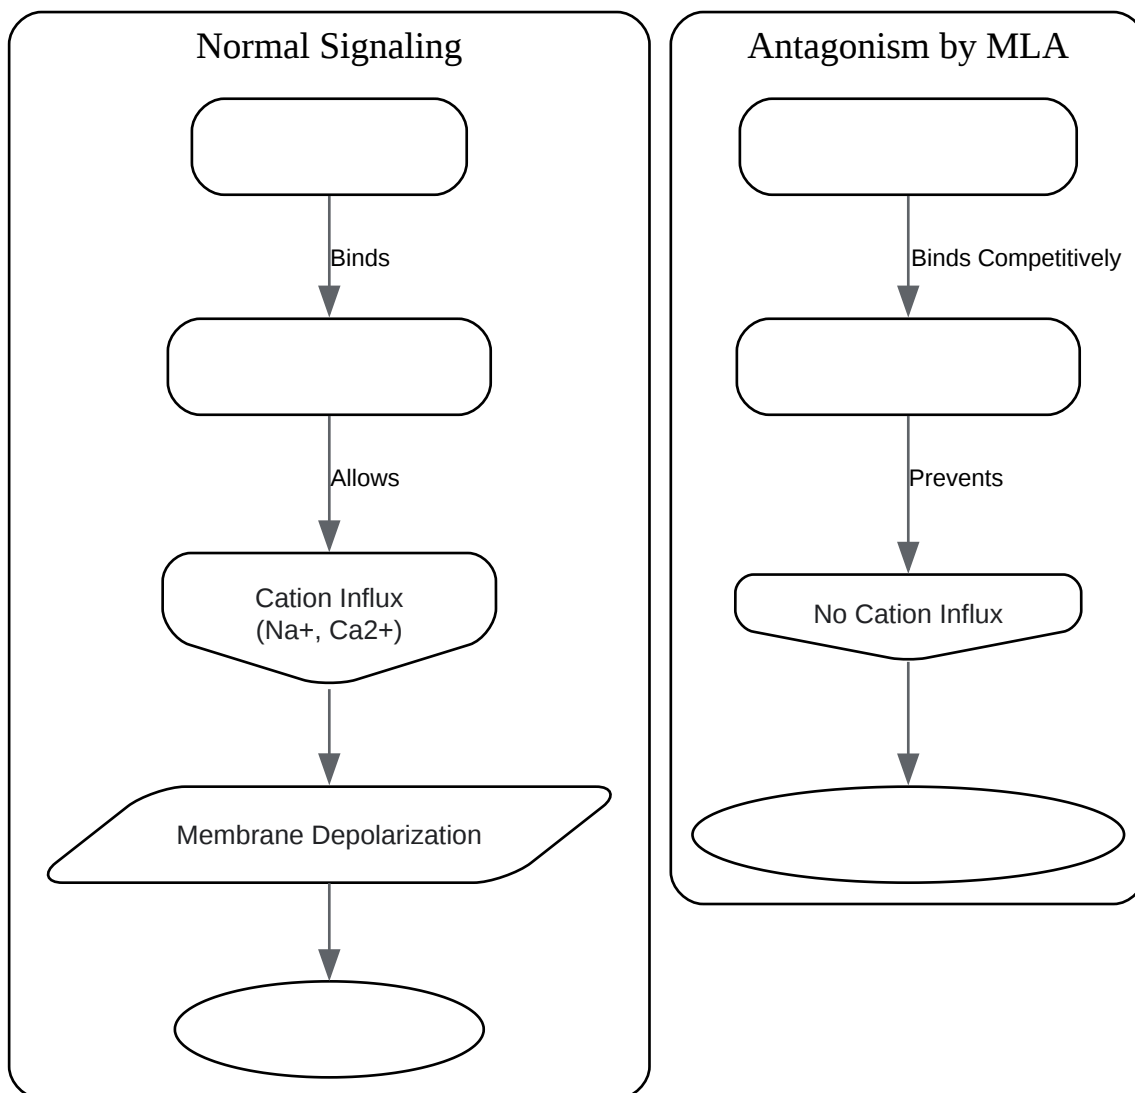 Normal Signaling
Binds
Allows
Cation Influx
(Na+, Ca2+)
Membrane Depolarization
Antagonism by MLA
Binds Competitively
Prevents
No Cation Influx